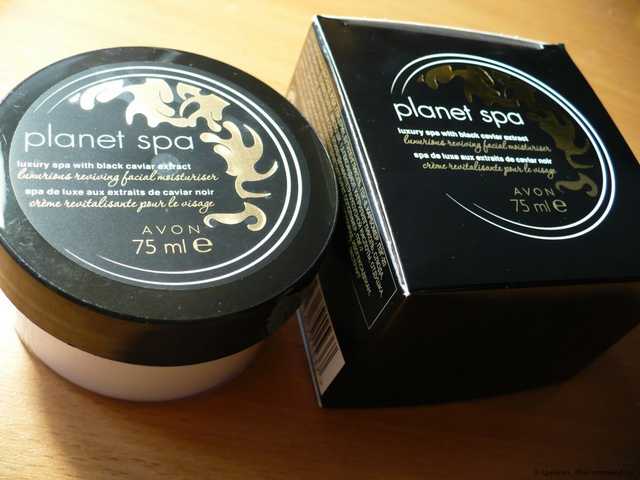 planet spa
luxury spa with black caviar extract
luxurious reviving facial moisturiser
spa de luxe aux extraits de caviar noir
crème revitalisante pour le visage
AVON
75 ml e
planet spa
luxury spa with black caviar extract
luxurious reviving facial moisturiser
spa de luxe aux extraits de caviar noir
crème revitalisante pour le visage
AVON
75 ml e